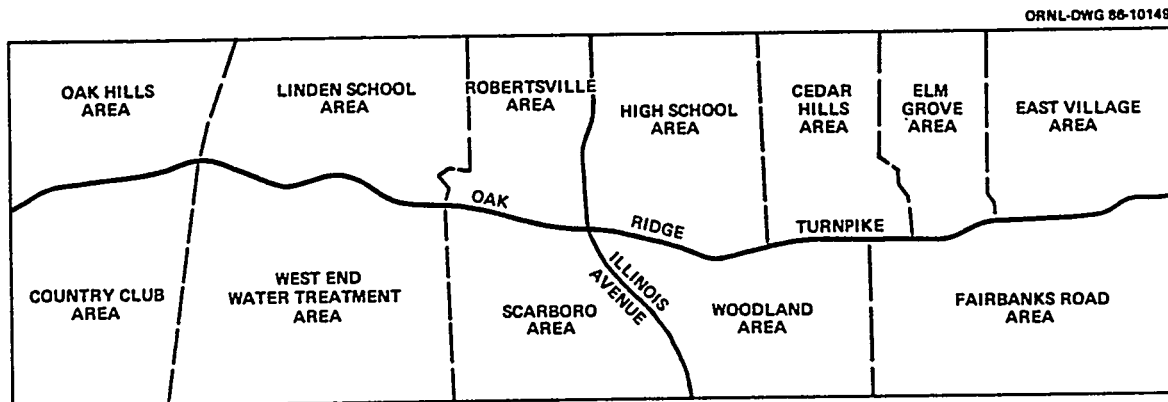 ORNL-DWG 86-10149
OAK HILLS
AREA
LINDEN SCHOOL
AREA
ROBERTSVILLE
AREA
HIGH SCHOOL
AREA
CEDAR
HILLS
AREA
ELM
GROVE
AREA
EAST VILLAGE
AREA
OAK
RIDGE
TURNPIKE
ILLINOIS
AVENUE
COUNTRY CLUB
AREA
WEST END
WATER TREATMENT
AREA
SCARBORO
AREA
WOODLAND
AREA
FAIRBANKS ROAD
AREA